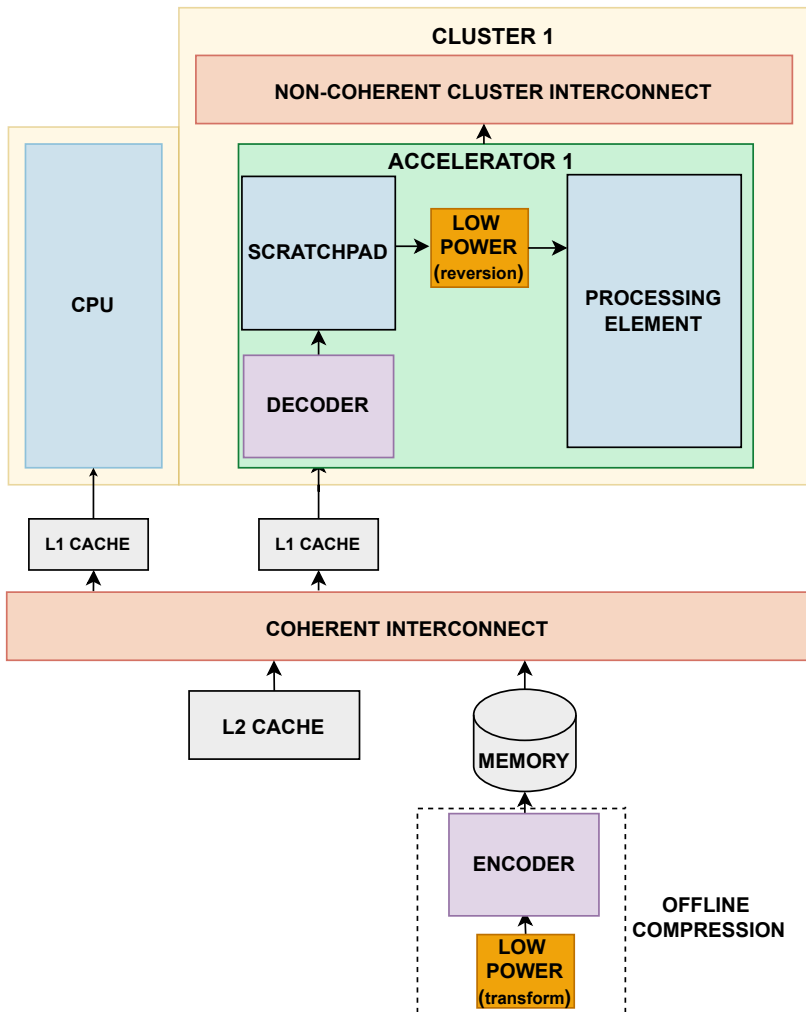 CLUSTER 1
NON-COHERENT CLUSTER INTERCONNECT
ACCELERATOR 1
CPU
SCRATCHPAD
LOW
POWER
(reversion)
PROCESSING
ELEMENT
DECODER
L1 CACHE
L1 CACHE
COHERENT INTERCONNECT
L2 CACHE
MEMORY
ENCODER
OFFLINE
COMPRESSION
LOW
POWER
(transform)